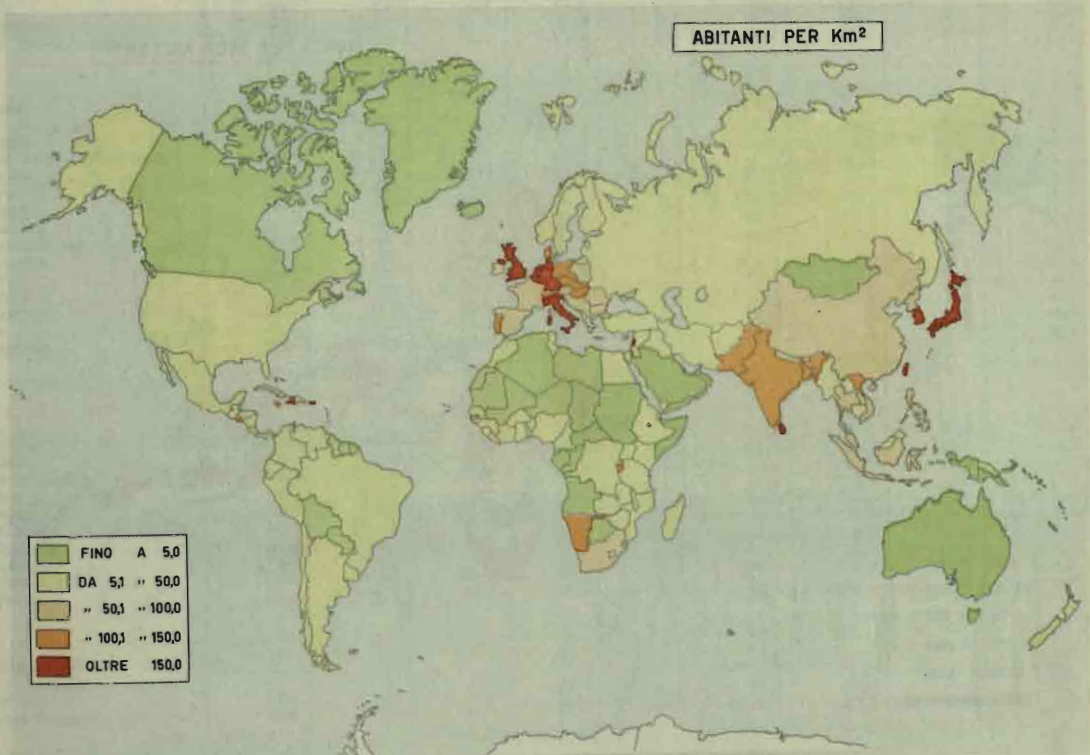 ABITANTI PER Km²
FINO A 5,0
DA 5,1 " 50,0
" 50,1 " 100,0
" 100,1 " 150,0
OLTRE 150,0